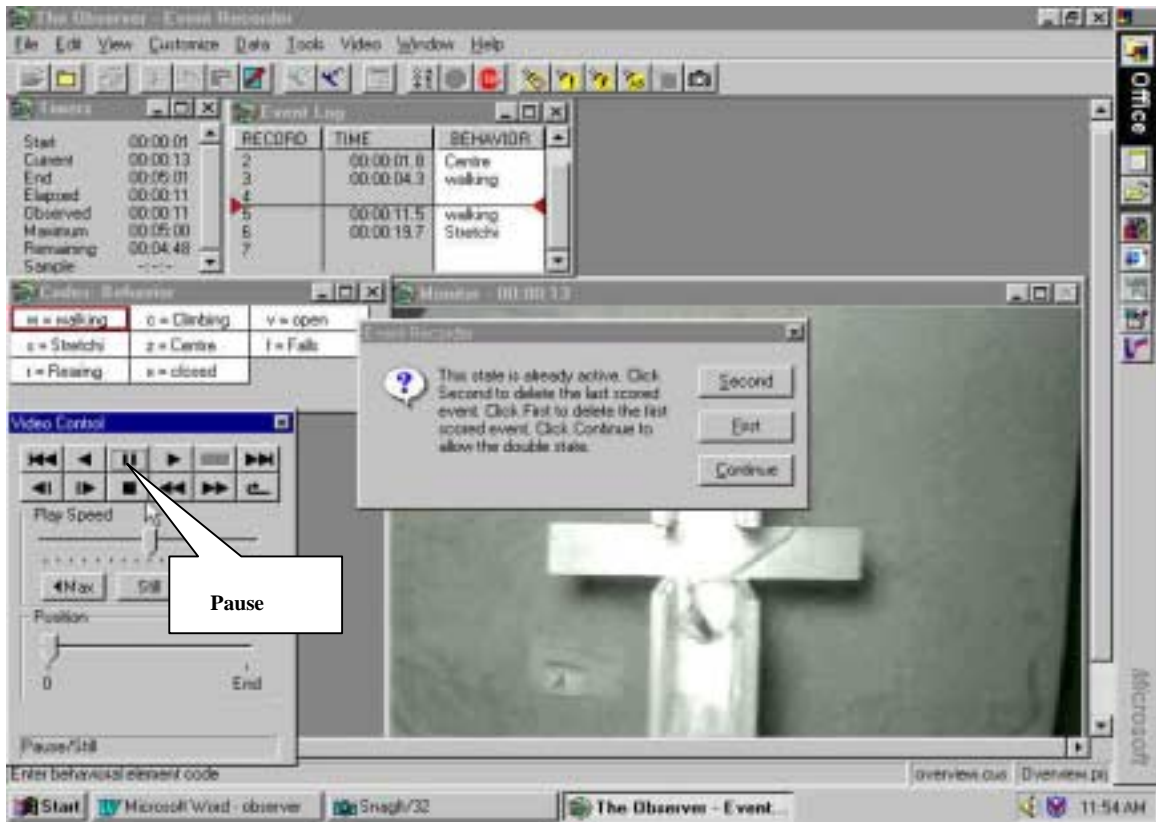 The Observer - Event Recorder
File Edit View Customize Data Tools Video Window Help
Office
Timers
Start 00:00:01
Current 00:00:13
End 00:05:01
Elapsed 00:00:11
Observed 00:00:11
Maximum 00:05:00
Remaining 00:04:48
Sample -:-:-
Event Log
RECORD TIME BEHAVIOR
2 00:00:01.8 Centre
3 00:00:04.3 walking
4
5 00:00:11.5 walking
6 00:00:19.7 Stretchi
7
Codes: Behavior
w = walking c = Climbing v = open
s = Stretchi z = Centre f = Falls
r = Rearing x = closed
Monitor - 00:00:13
Event Recorder
This state is already active. Click
Second to delete the last scored
event. Click First to delete the first
scored event. Click Continue to
allow the double state.
Second
First
Continue
Video Control
Play Speed
Max Still
Pause
Position
0 End
Pause/Still
Enter behavioral element code
overview.cus Overview.prj
Microsoft
Start Microsoft Word - observer SnagIt/32 The Observer - Event... 11:54 AM